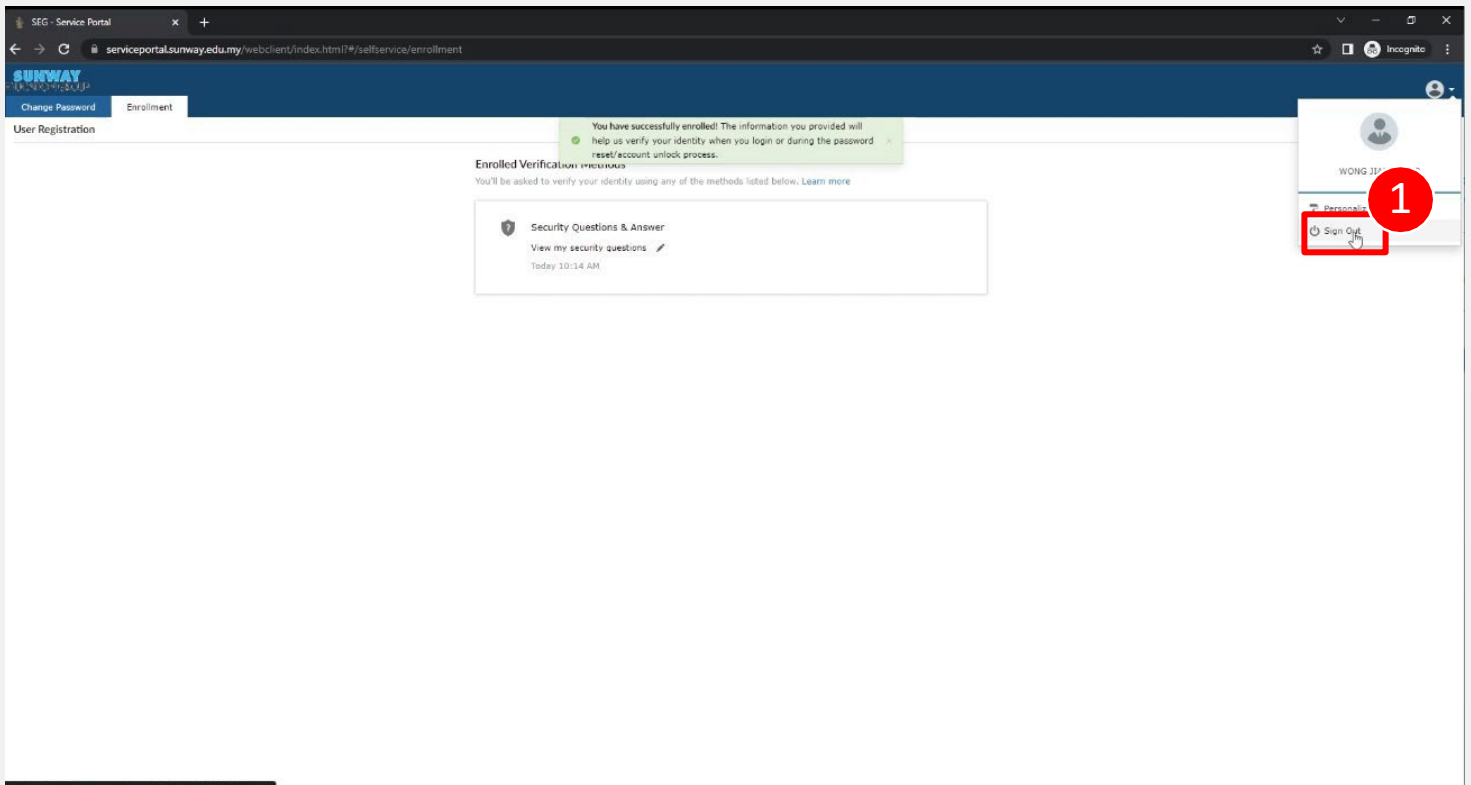 SEG - Service Portal
Incognito
serviceportal.sunway.edu.my/webclient/index.html?#/selfservice/enrollment
SUNWAY
Change Password
Enrollment
User Registration
You have successfully enrolled! The information you provided will
help us verify your identity when you login or during the password
reset/account unlock process.
Enrolled Verification Methods
You'll be asked to verify your identity using any of the methods listed below. Learn more
Security Questions & Answer
View my security questions
Today 10:14 AM
WONG
1
Sign Out